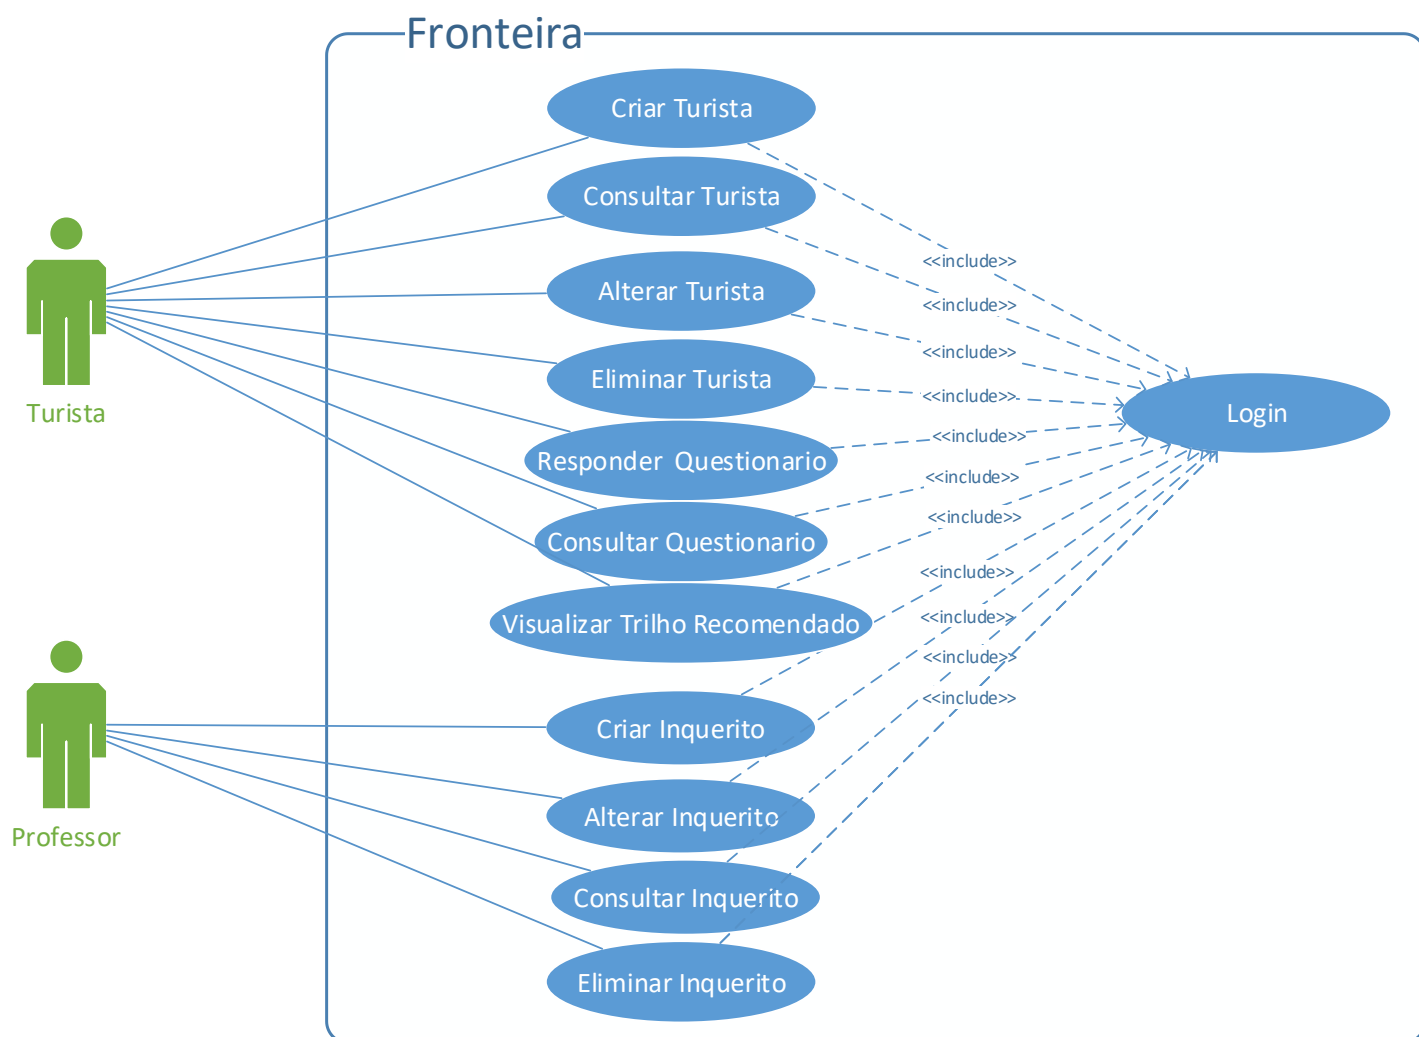 Fronteira
Criar Turista
Consultar Turista
<<include>>
<<include>>
Alterar Turista
<<include>>
Eliminar Turista
<<include>>
Turista
Login
<<include>>
Responder Questionario
<<include>>
<<include>>
Consultar Questionario
<<include>>
Visualizar Trilho Recomendado
<<include>>
<<include>>
<<include>>
Criar Inquerito
Alterar Inquerito
Professor
Consultar Inquerito
Eliminar Inquerito